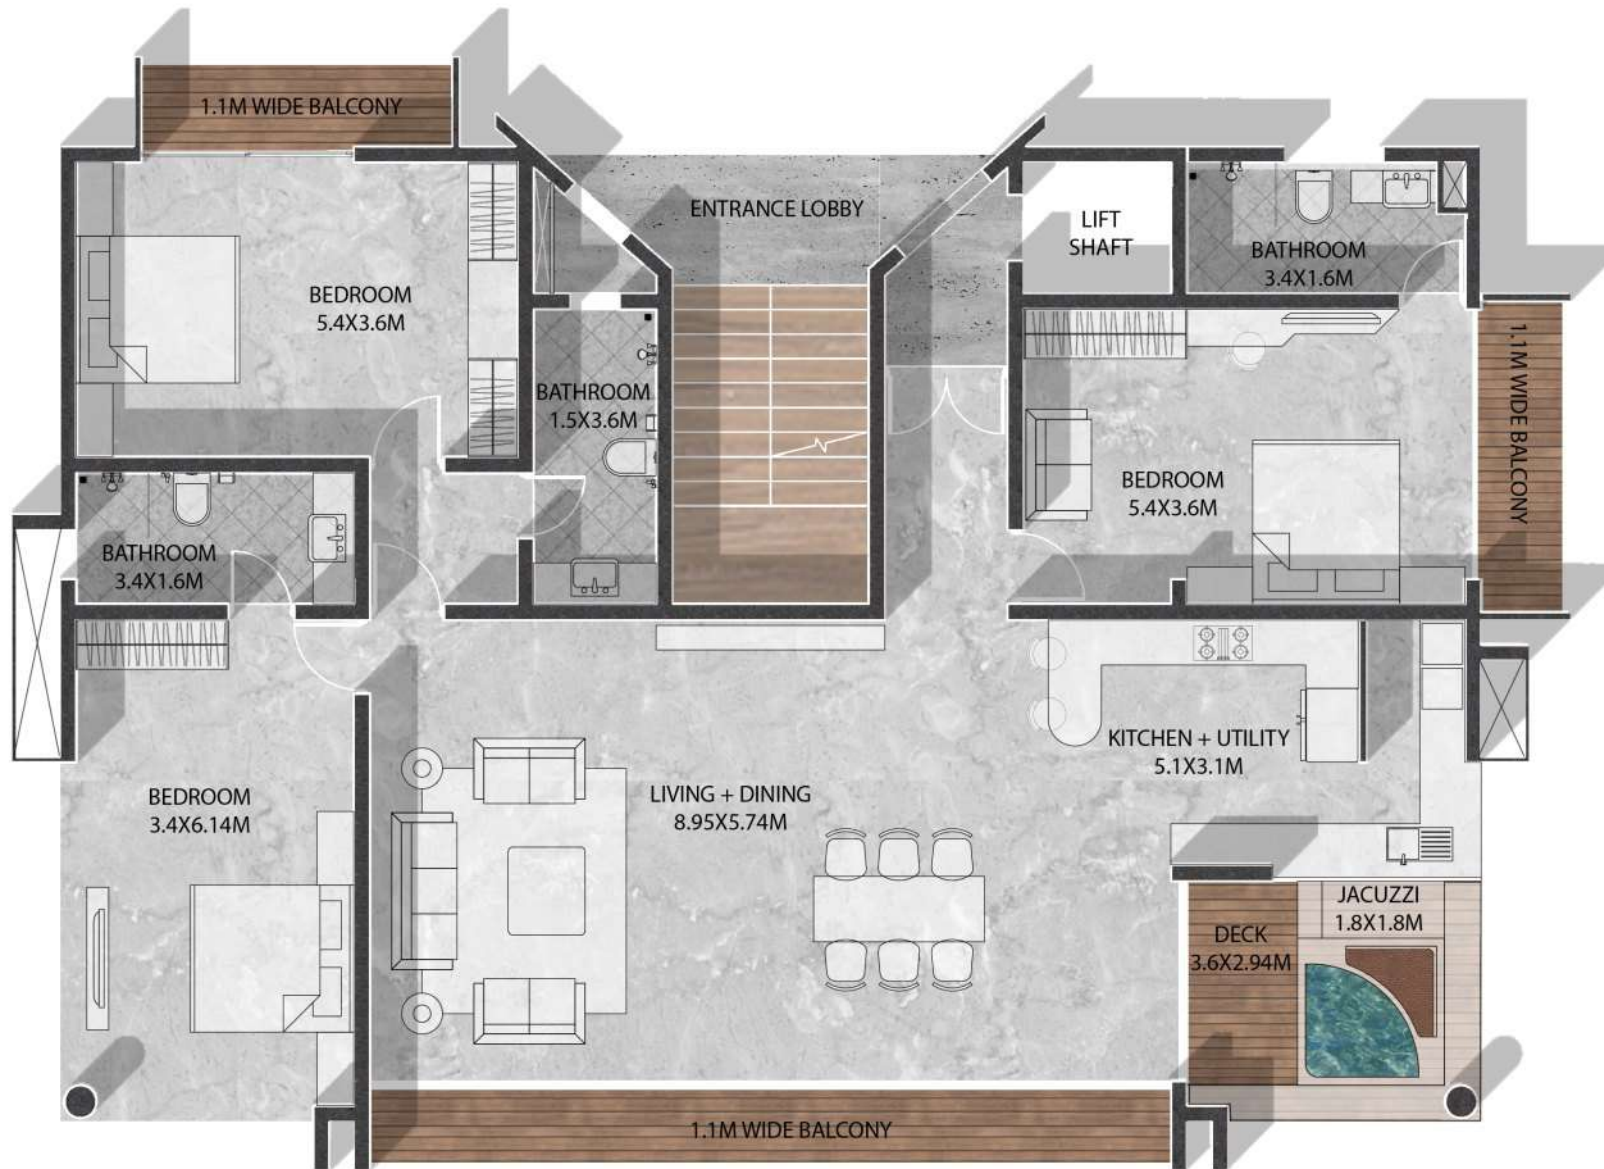 1.1M WIDE BALCONY
ENTRANCE LOBBY
LIFT
SHAFT
BATHROOM
3.4X1.6M
BEDROOM
5.4X3.6M
1.1M WIDE BALCONY
BATHROOM
1.5X3.6M
BEDROOM
5.4X3.6M
BATHROOM
3.4X1.6M
KITCHEN + UTILITY
5.1X3.1M
BEDROOM
3.4X6.14M
LIVING + DINING
8.95X5.74M
JACUZZI
1.8X1.8M
DECK
3.6X2.94M
1.1M WIDE BALCONY